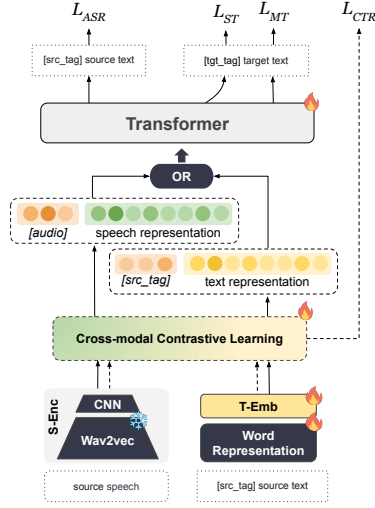 L_ASR L_ST L_MT L_CTR
[src_tag] source text [tgt_tag] target text
Transformer
OR
[audio] speech representation
[src_tag] text representation
Cross-modal Contrastive Learning
S-Enc
CNN
Wav2vec
T-Emb
Word
Representation
source speech
[src_tag] source text